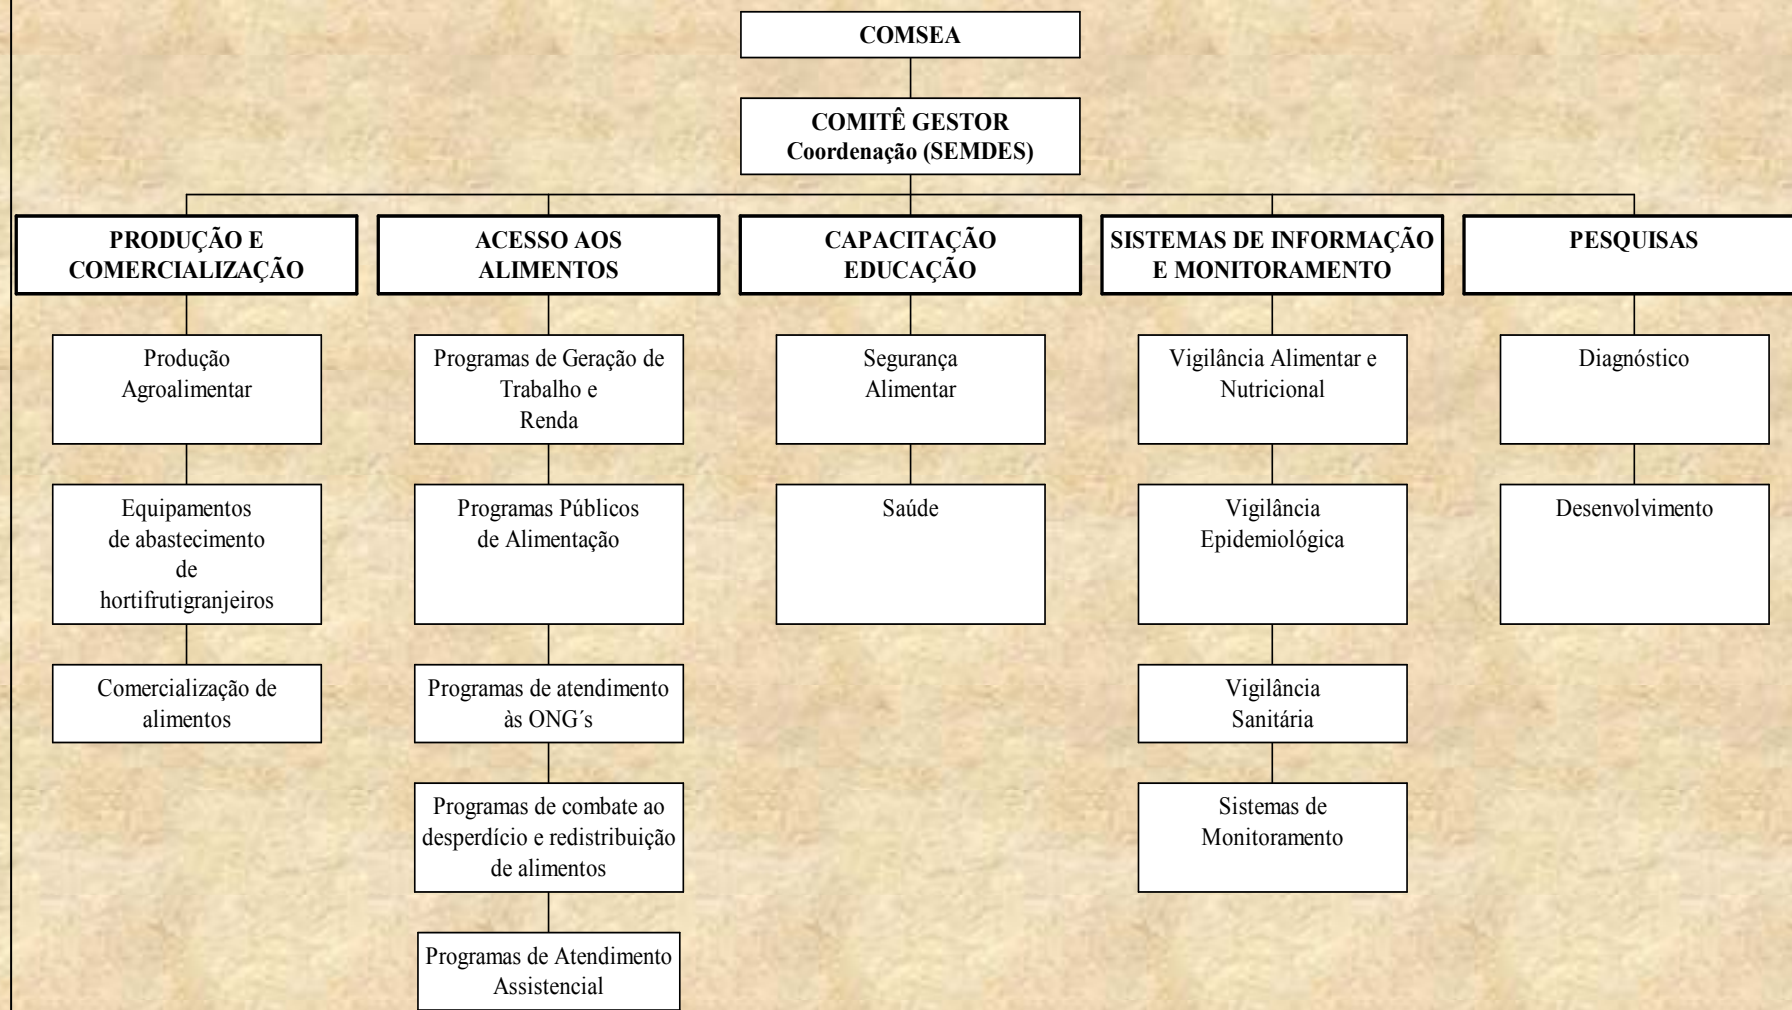 COMSEA
COMITÊ GESTOR
Coordenação (SEMDES)
PRODUÇÃO E
COMERCIALIZAÇÃO
ACESSO AOS
ALIMENTOS
CAPACITAÇÃO
EDUCAÇÃO
SISTEMAS DE INFORMAÇÃO
E MONITORAMENTO
PESQUISAS
Produção
Agroalimentar
Equipamentos
de abastecimento
de
hortifrutigranjeiros
Comercialização de
alimentos
Programas de Geração de
Trabalho e
Renda
Programas Públicos
de Alimentação
Programas de atendimento
às ONG´s
Programas de combate ao
desperdício e redistribuição
de alimentos
Programas de Atendimento
Assistencial
Segurança
Alimentar
Saúde
Vigilância Alimentar e
Nutricional
Vigilância
Epidemiológica
Vigilância
Sanitária
Sistemas de
Monitoramento
Diagnóstico
Desenvolvimento